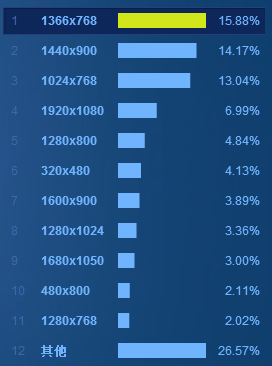 1 1366x768 15.88%
2 1440x900 14.17%
3 1024x768 13.04%
4 1920x1080 6.99%
5 1280x800 4.84%
6 320x480 4.13%
7 1600x900 3.89%
8 1280x1024 3.36%
9 1680x1050 3.00%
10 480x800 2.11%
11 1280x768 2.02%
12 其他 26.57%